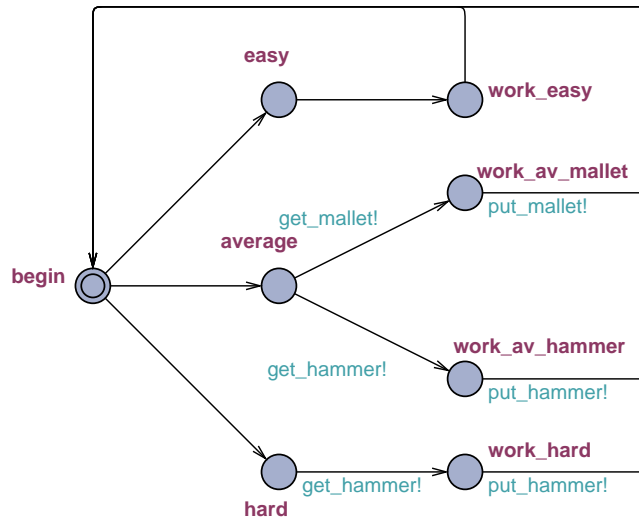 easy
work_easy
work_av_mallet
get_mallet!
put_mallet!
average
begin
work_av_hammer
get_hammer!
put_hammer!
work_hard
get_hammer!
put_hammer!
hard